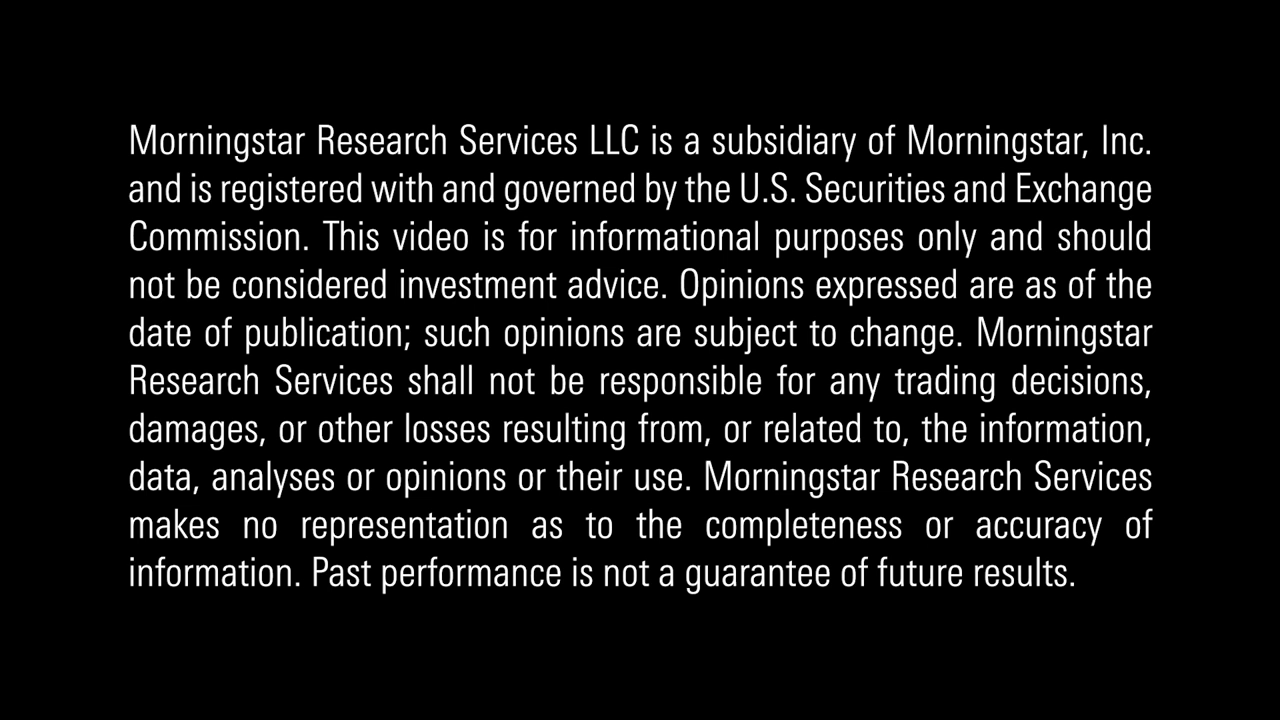 Morningstar Research Services LLC is a subsidiary of Morningstar, Inc.
and is registered with and governed by the U.S. Securities and Exchange
Commission. This video is for informational purposes only and should
not be considered investment advice. Opinions expressed are as of the
date of publication; such opinions are subject to change. Morningstar
Research Services shall not be responsible for any trading decisions,
damages, or other losses resulting from, or related to, the information,
data, analyses or opinions or their use. Morningstar Research Services
makes no representation as to the completeness or accuracy of
information. Past performance is not a guarantee of future results.